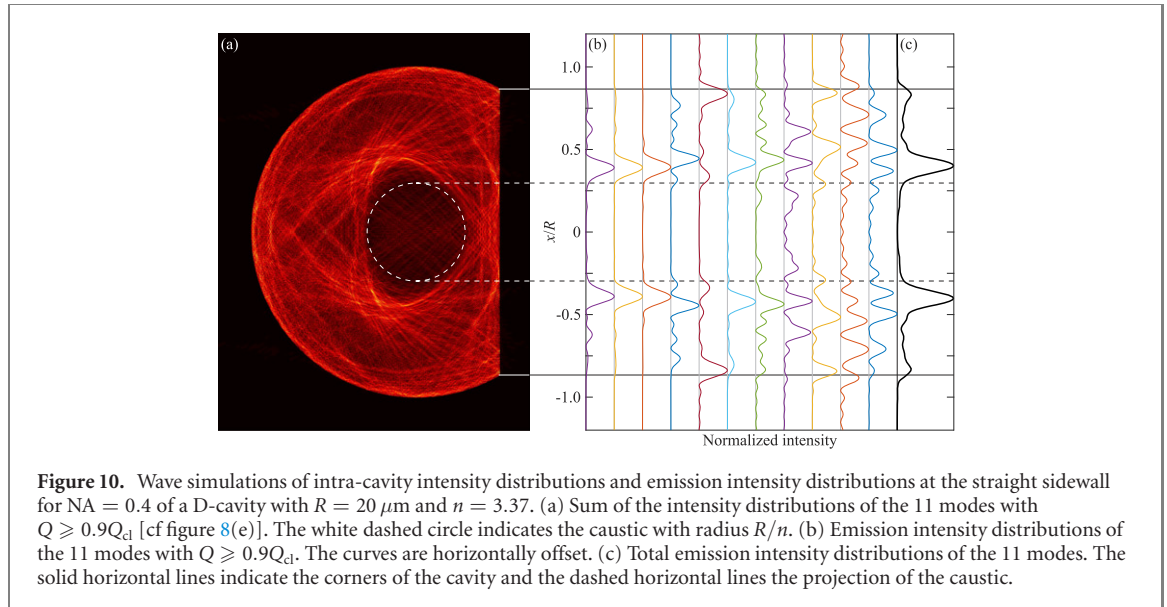 (a)
(b)
(c)
1.0
0.5
0
-0.5
-1.0
x/R
Normalized intensity
Figure 10. Wave simulations of intra-cavity intensity distributions and emission intensity distributions at the straight sidewall
for NA = 0.4 of a D-cavity with R = 20 μm and n = 3.37. (a) Sum of the intensity distributions of the 11 modes with
Q ⩾ 0.9Qcl [cf figure 8(e)]. The white dashed circle indicates the caustic with radius R/n. (b) Emission intensity distributions of
the 11 modes with Q ⩾ 0.9Qcl. The curves are horizontally offset. (c) Total emission intensity distributions of the 11 modes. The
solid horizontal lines indicate the corners of the cavity and the dashed horizontal lines the projection of the caustic.